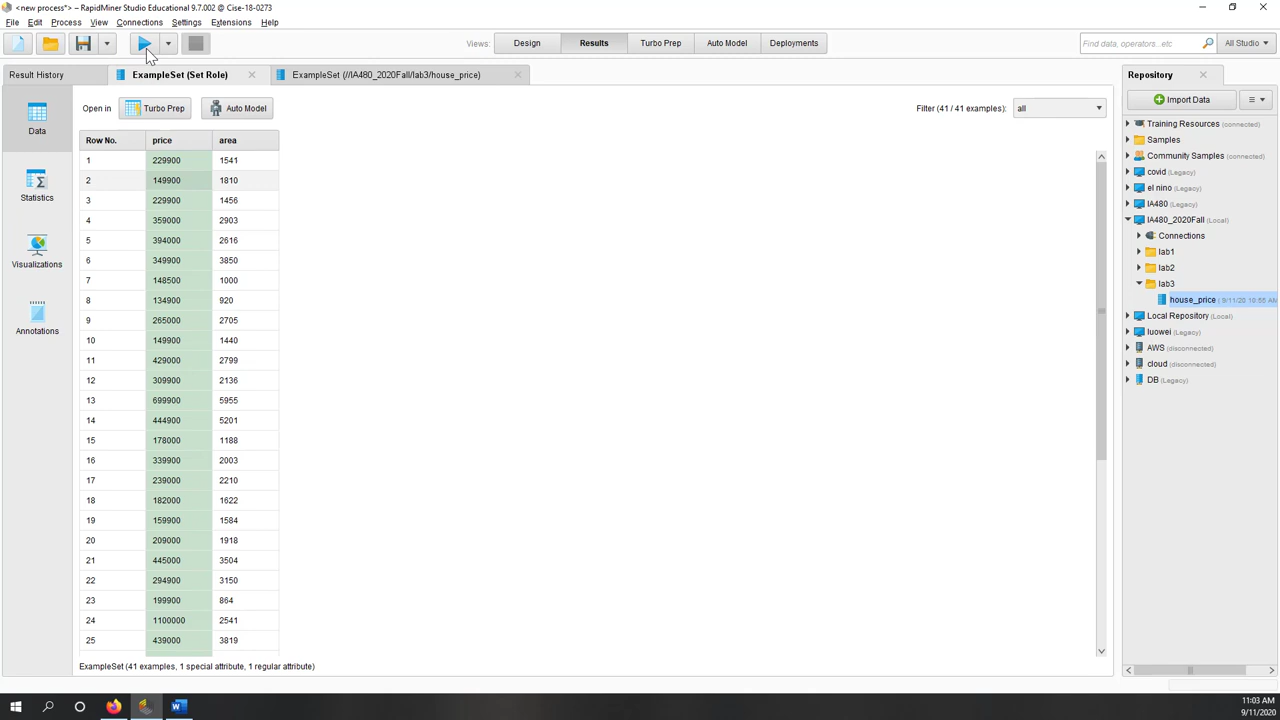 <new process*> – RapidMiner Studio Educational 9.7.002 @ Cise-18-0273
File Edit Process View Connections Settings Extensions Help
Views: Design Results Turbo Prep Auto Model Deployments
Find data, operators...etc All Studio
Result History ExampleSet (Set Role) ExampleSet (//IA480_2020Fall/lab3/house_price)
Repository
Import Data
Data
Statistics
Visualizations
Annotations
Open in Turbo Prep Auto Model Filter (41 / 41 examples): all
Row No. price area
1 229900 1541
2 149900 1810
3 229900 1456
4 359000 2903
5 394000 2616
6 349900 3850
7 148500 1000
8 134900 920
9 265000 2705
10 149900 1440
11 429000 2799
12 309900 2136
13 699900 5955
14 444900 5201
15 178000 1188
16 339900 2003
17 239000 2210
18 182000 1622
19 159900 1584
20 209000 1918
21 445000 3504
22 294900 3150
23 199900 864
24 1100000 2541
25 439000 3819
ExampleSet (41 examples, 1 special attribute, 1 regular attribute)
Training Resources (connected)
Samples
Community Samples (connected)
covid (Legacy)
el nino (Legacy)
IA480 (Legacy)
IA480_2020Fall (Local)
Connections
lab1
lab2
lab3
house_price (9/11/20 10:55 AM
Local Repository (Local)
luowei (Legacy)
AWS (disconnected)
cloud (disconnected)
DB (Legacy)
11:03 AM
9/11/2020